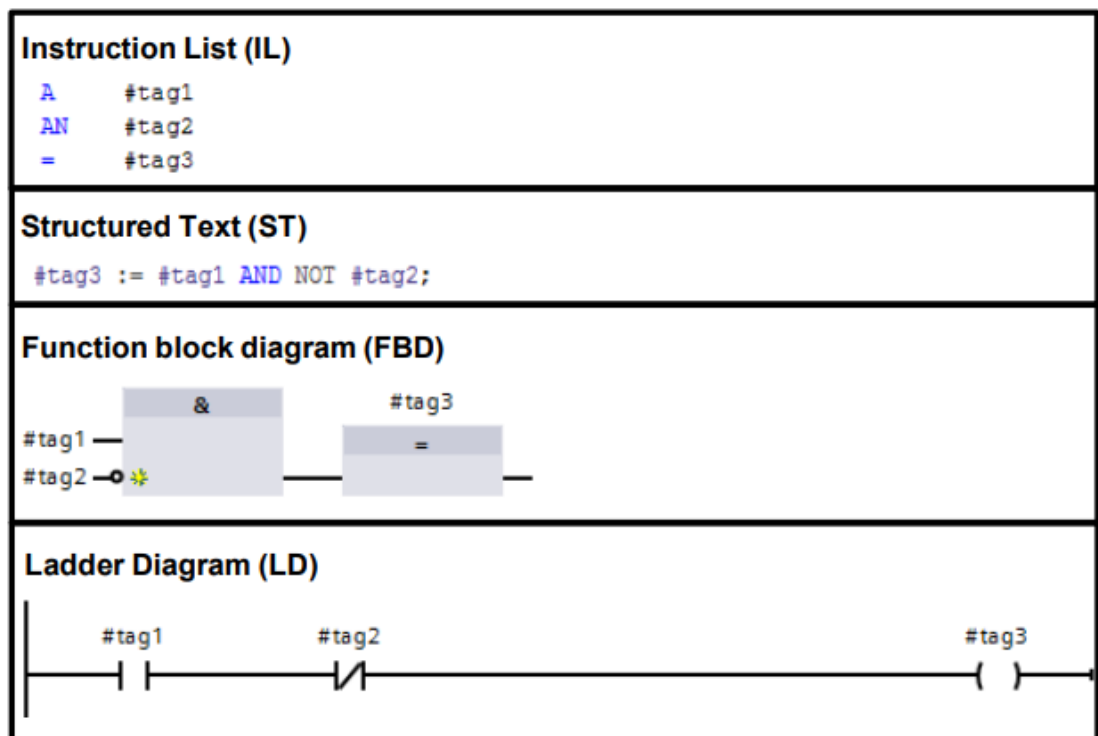 Instruction List (IL)
A #tag1
AN #tag2
= #tag3
Structured Text (ST)
#tag3 := #tag1 AND NOT #tag2;
Function block diagram (FBD)
& #tag3
#tag1 =
#tag2
Ladder Diagram (LD)
#tag1 #tag2 #tag3